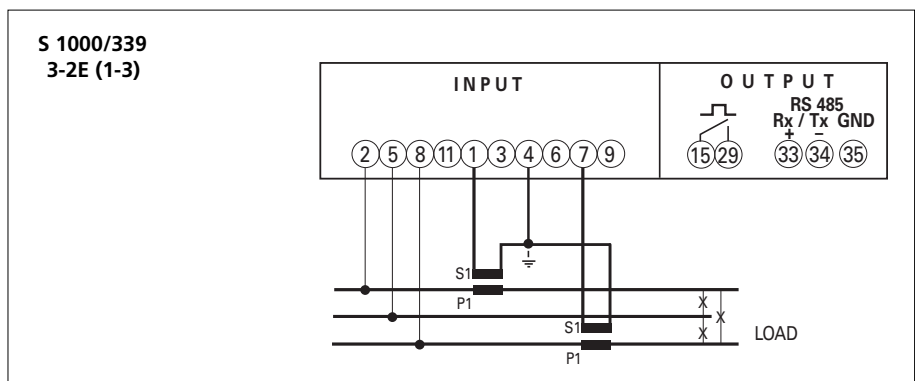 S 1000/339
3-2E (1-3)
INPUT
OUTPUT
RS 485
Rx / Tx GND
+ –
2 5 8 11 1 3 4 6 7 9
15 29 33 34 35
S1
P1
S1
LOAD
P1